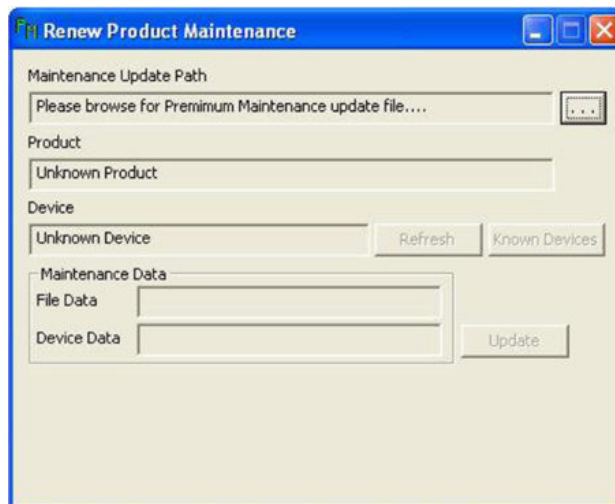 FM Renew Product Maintenance
Maintenance Update Path
Please browse for Premimum Maintenance update file....
...
Product
Unknown Product
Device
Unknown Device
Refresh
Known Devices
Maintenance Data
File Data
Device Data
Update